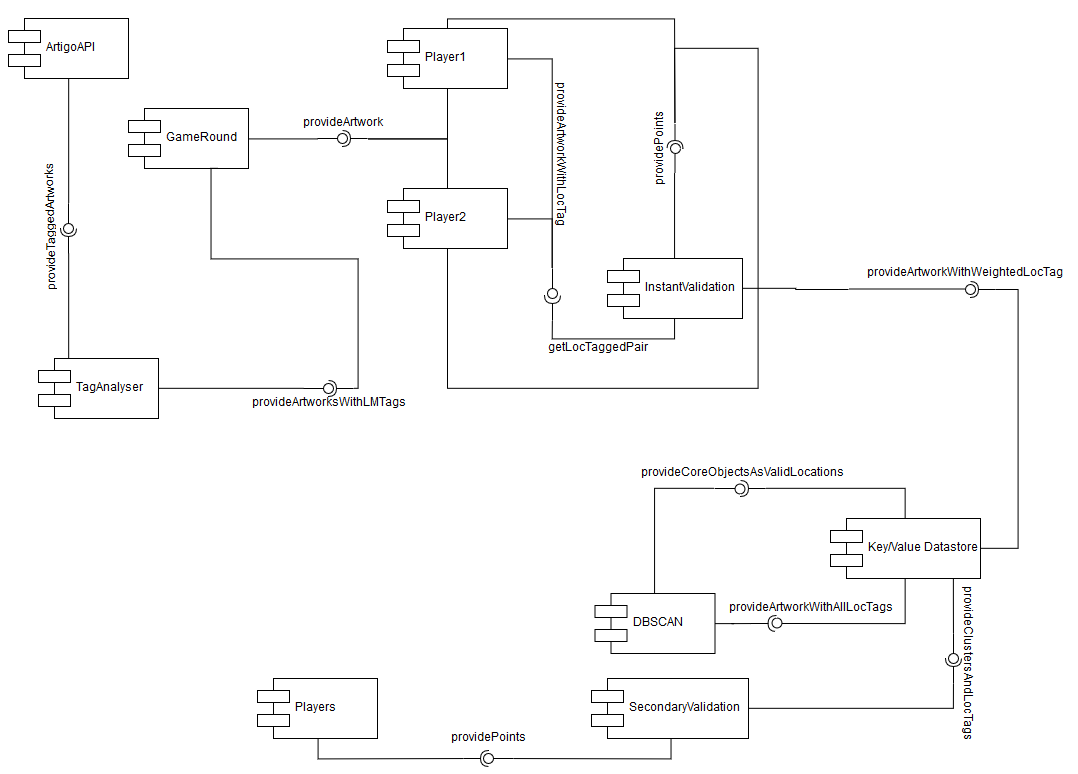 ArtigoAPI
Player1
GameRound
provideArtwork
provideArtworkWithLocTag
providePoints
provideTaggedArtworks
Player2
provideArtworkWithWeightedLocTag
InstantValidation
getLocTaggedPair
TagAnalyser
provideArtworksWithLMTags
provideCoreObjectsAsValidLocations
Key/Value Datastore
provideArtworkWithAllLocTags
DBSCAN
provideClustersAndLocTags
Players
SecondaryValidation
providePoints